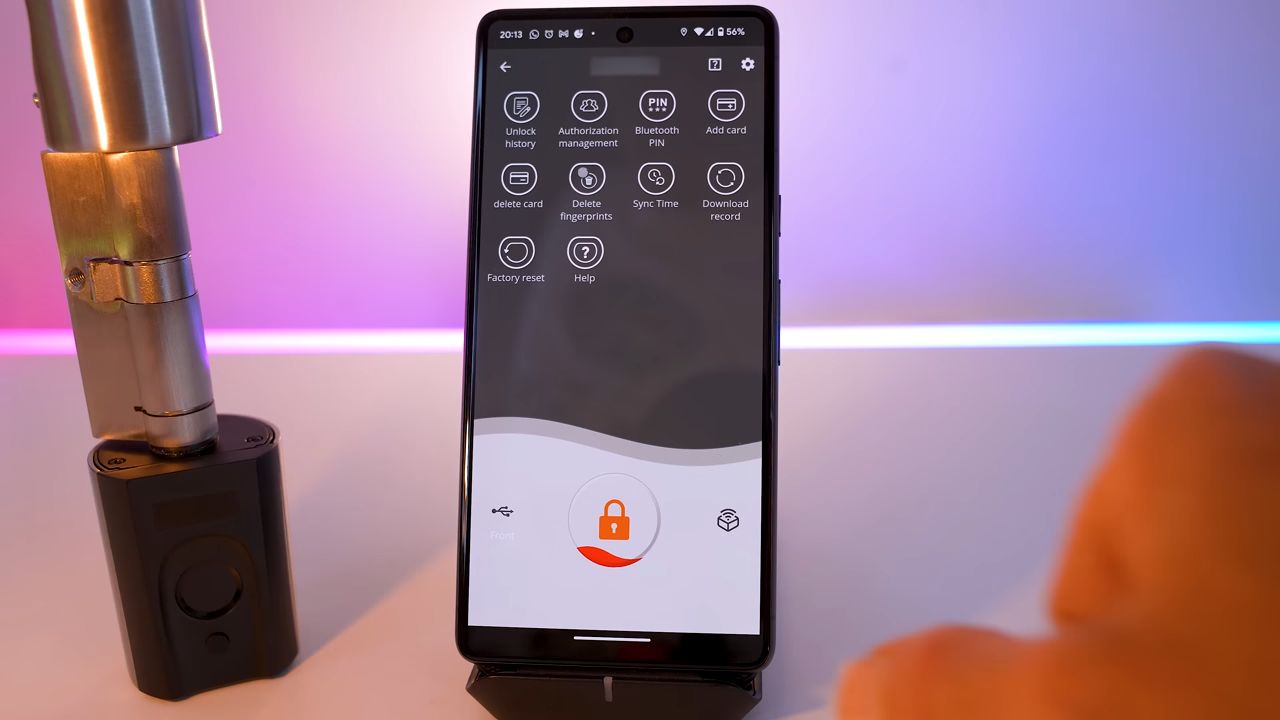 20:13
56%
Unlock history
Authorization management
Bluetooth PIN
PIN
***
Add card
delete card
Delete fingerprints
Sync Time
Download record
Factory reset
Help
Front